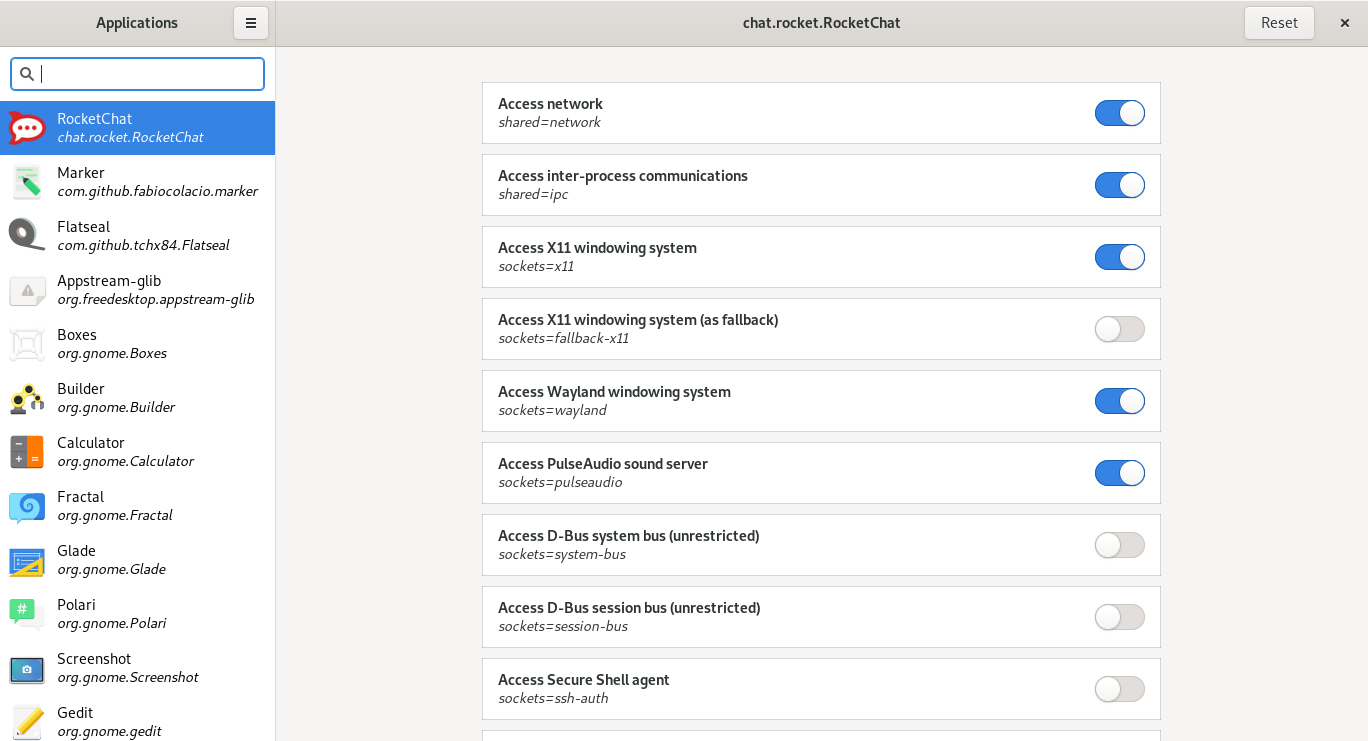 Applications
chat.rocket.RocketChat
Reset
RocketChat
chat.rocket.RocketChat
Marker
com.github.fabiocolacio.marker
Flatseal
com.github.tchx84.Flatseal
Appstream-glib
org.freedesktop.appstream-glib
Boxes
org.gnome.Boxes
Builder
org.gnome.Builder
Calculator
org.gnome.Calculator
Fractal
org.gnome.Fractal
Glade
org.gnome.Glade
Polari
org.gnome.Polari
Screenshot
org.gnome.Screenshot
Gedit
org.gnome.gedit
Access network
shared=network
Access inter-process communications
shared=ipc
Access X11 windowing system
sockets=x11
Access X11 windowing system (as fallback)
sockets=fallback-x11
Access Wayland windowing system
sockets=wayland
Access PulseAudio sound server
sockets=pulseaudio
Access D-Bus system bus (unrestricted)
sockets=system-bus
Access D-Bus session bus (unrestricted)
sockets=session-bus
Access Secure Shell agent
sockets=ssh-auth